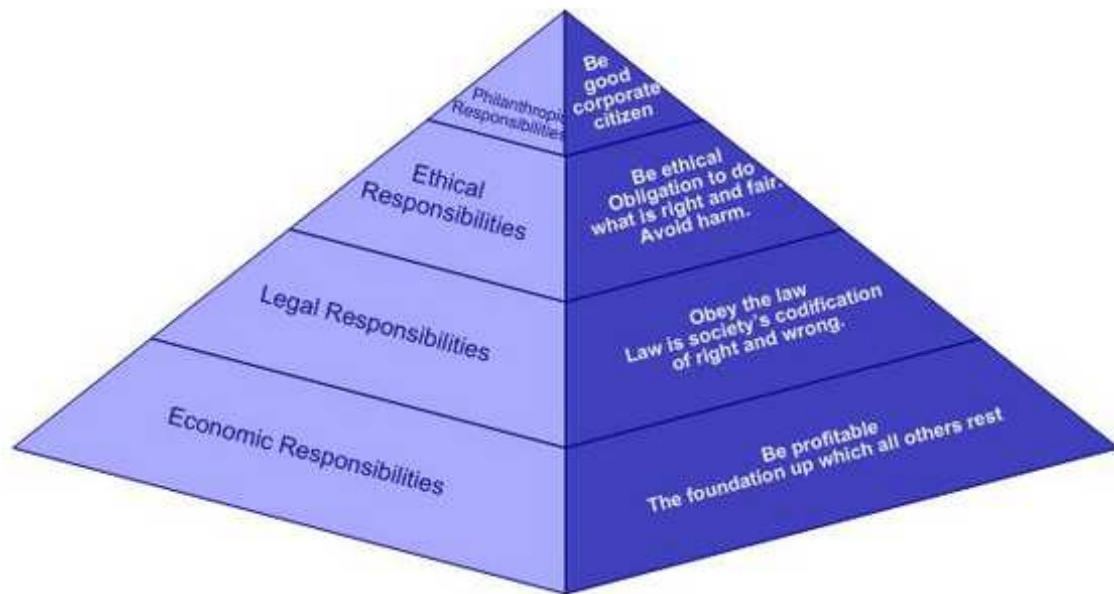 Philanthropic
Responsibilities
Be
good
corporate
citizen
Ethical
Responsibilities
Be ethical
Obligation to do
what is right and fair.
Avoid harm.
Legal Responsibilities
Obey the law
Law is society's codification
of right and wrong.
Economic Responsibilities
Be profitable
The foundation up which all others rest